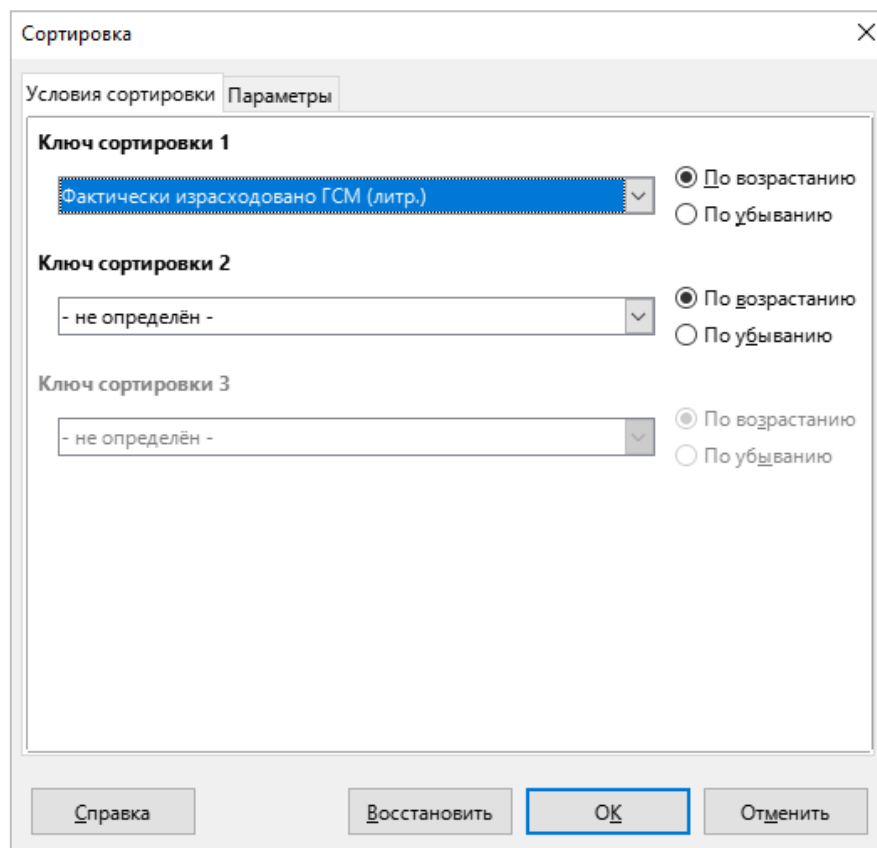 Сортировка
Условия сортировки Параметры
Ключ сортировки 1
Фактически израсходовано ГСМ (литр.)
По возрастанию
По убыванию
Ключ сортировки 2
- не определён -
По возрастанию
По убыванию
Ключ сортировки 3
- не определён -
По возрастанию
По убыванию
Справка Восстановить ОК Отменить